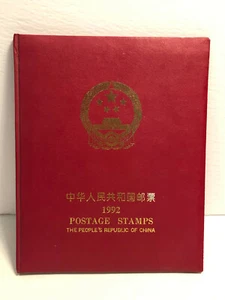 中华人民共和国邮票
1992
POSTAGE STAMPS
THE PEOPLE'S REPUBLIC OF CHINA